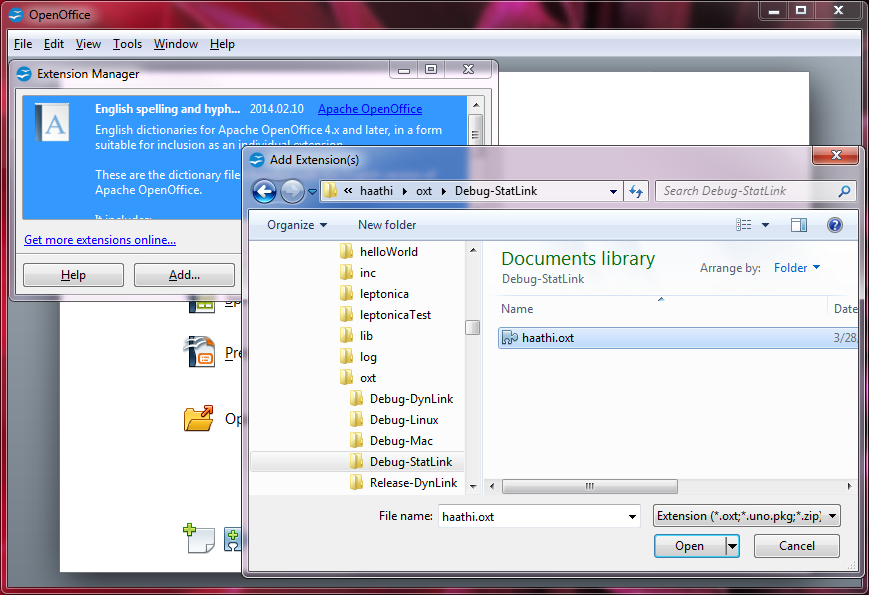 OpenOffice
File Edit View Tools Window Help
Extension Manager
English spelling and hyph... 2014.02.10 Apache OpenOffice
English dictionaries for Apache OpenOffice 4.x and later, in a form
suitable for inclusion as an individual extension.
These are the dictionary file
Apache OpenOffice.
It includes:
Get more extensions online...
Help Add...
Add Extension(s)
« haathi oxt Debug-StatLink
Search Debug-StatLink
Organize New folder
helloWorld
inc
leptonica
leptonicaTest
lib
log
oxt
Debug-DynLink
Debug-Linux
Debug-Mac
Debug-StatLink
Release-DynLink
Documents library
Debug-StatLink
Arrange by: Folder
Name Date
haathi.oxt 3/28/
File name: haathi.oxt
Extension (*.oxt;*.uno.pkg;*.zip)
Open Cancel
Sp
Pre
Op